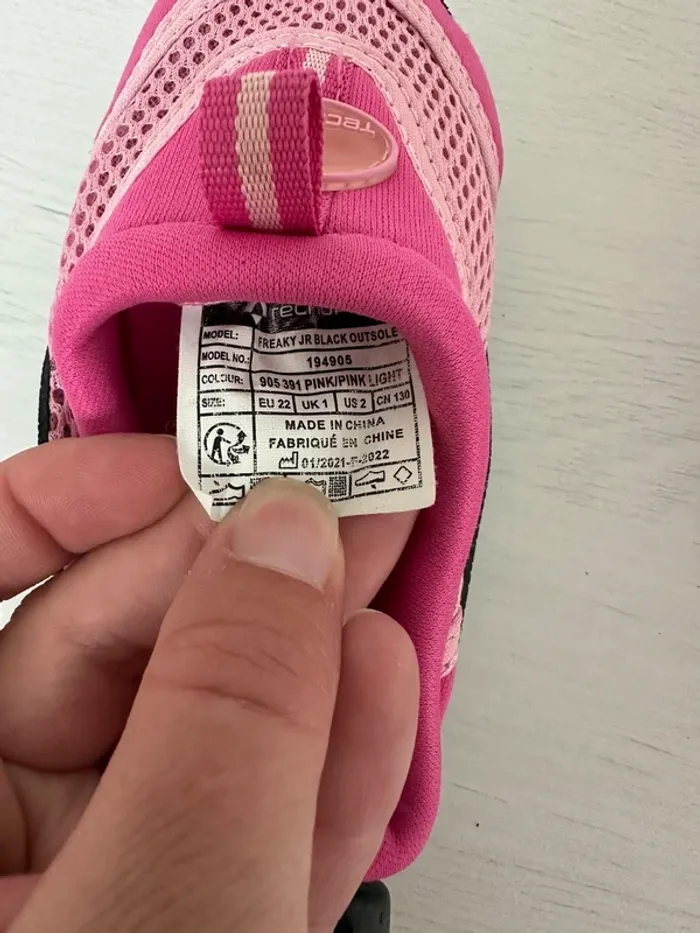 TEC
MODEL: FREAKY JR BLACK OUTSOLE
MODEL NO.: 194905
COLOUR: 905 391 PINK/PINK LIGHT
SIZE: EU 22 UK 1 US 2 CN 130
MADE IN CHINA
FABRIQUÉ EN CHINE
01/2021-F-2022